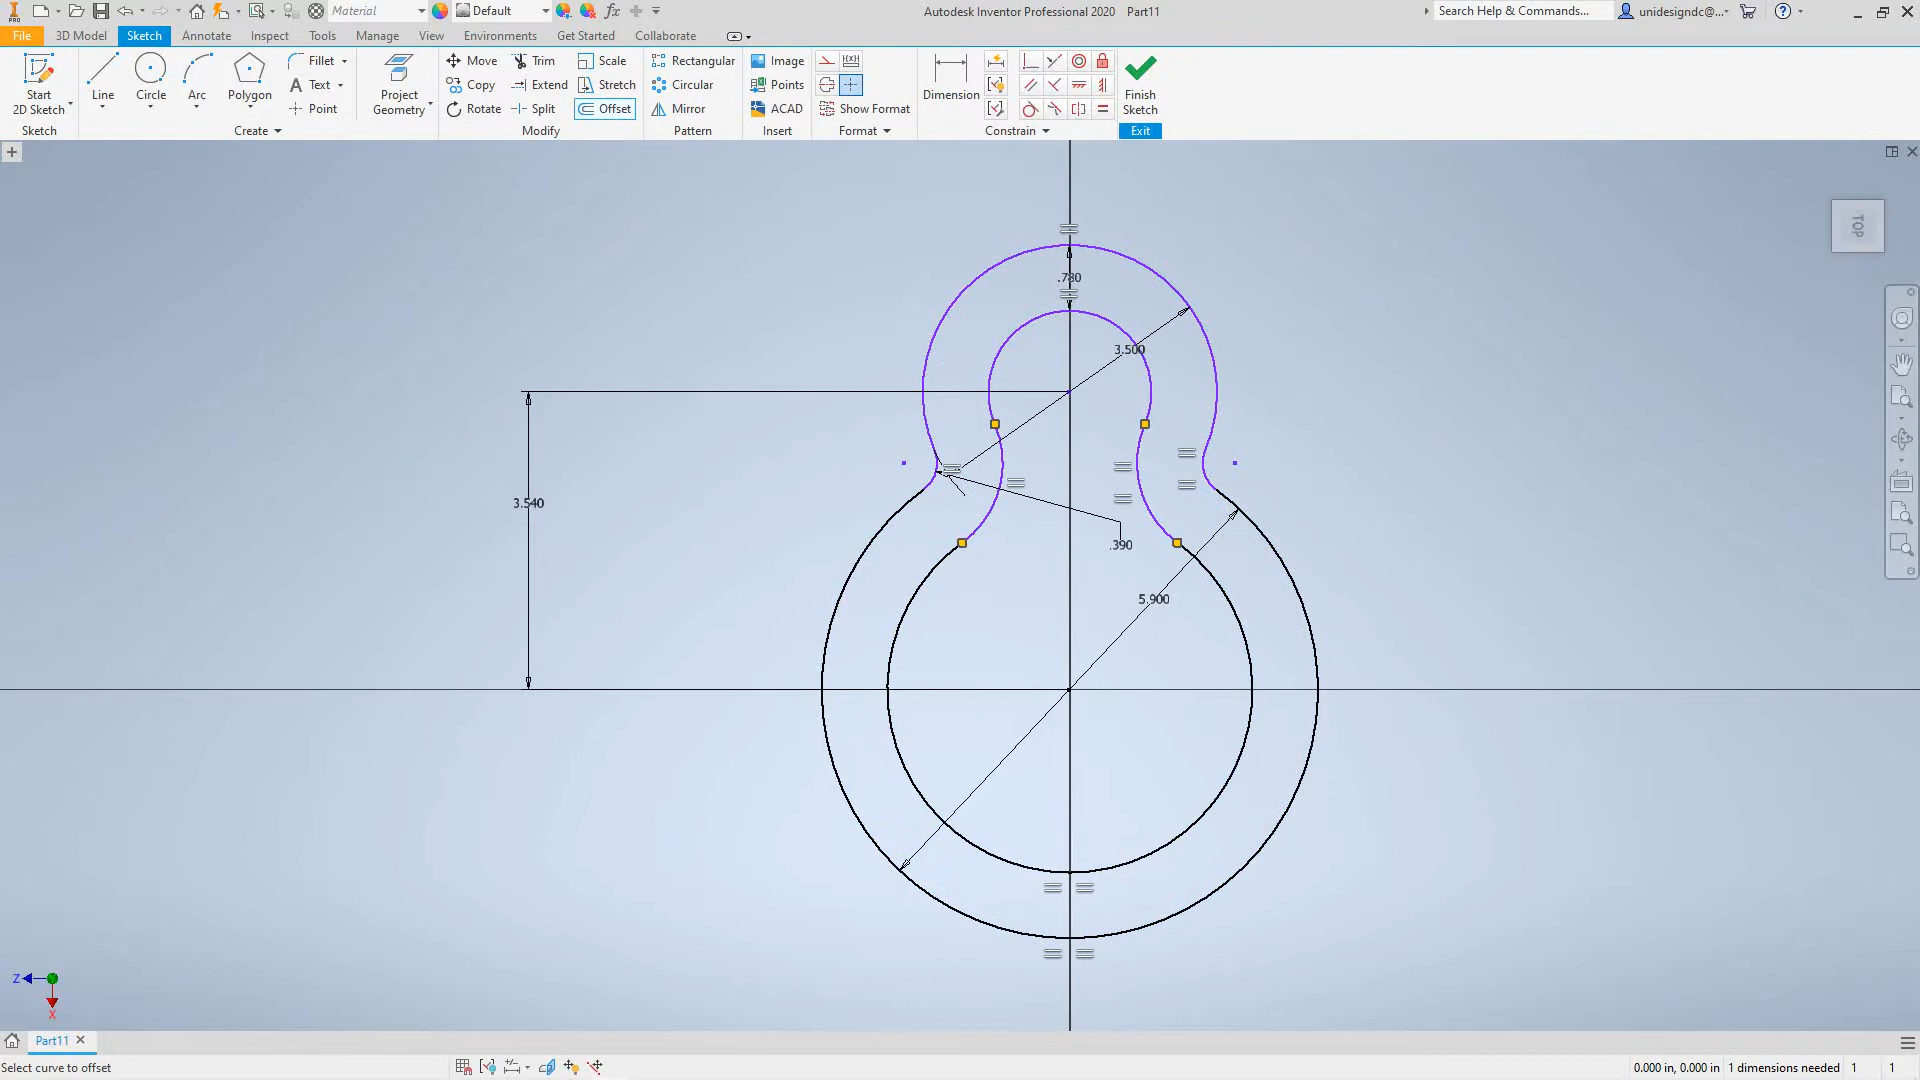 Material Default fx Autodesk Inventor Professional 2020 Part11 Search Help & Commands... unidesigndc@...
PRO
File 3D Model Sketch Annotate Inspect Tools Manage View Environments Get Started Collaborate
Start
2D Sketch
Line
Circle
Arc
Polygon
Fillet
Text
Point
Project
Geometry
Move
Copy
Rotate
Trim
Extend
Split
Scale
Stretch
Offset
Rectangular
Circular
Mirror
Image
Points
ACAD
Show Format
Dimension
Finish
Sketch
Sketch Create Modify Pattern Insert Format Constrain Exit
TOP
.780
3.500
3.540
.390
5.900
Z
X
Part11
Select curve to offset
0.000 in, 0.000 in 1 dimensions needed 1 1